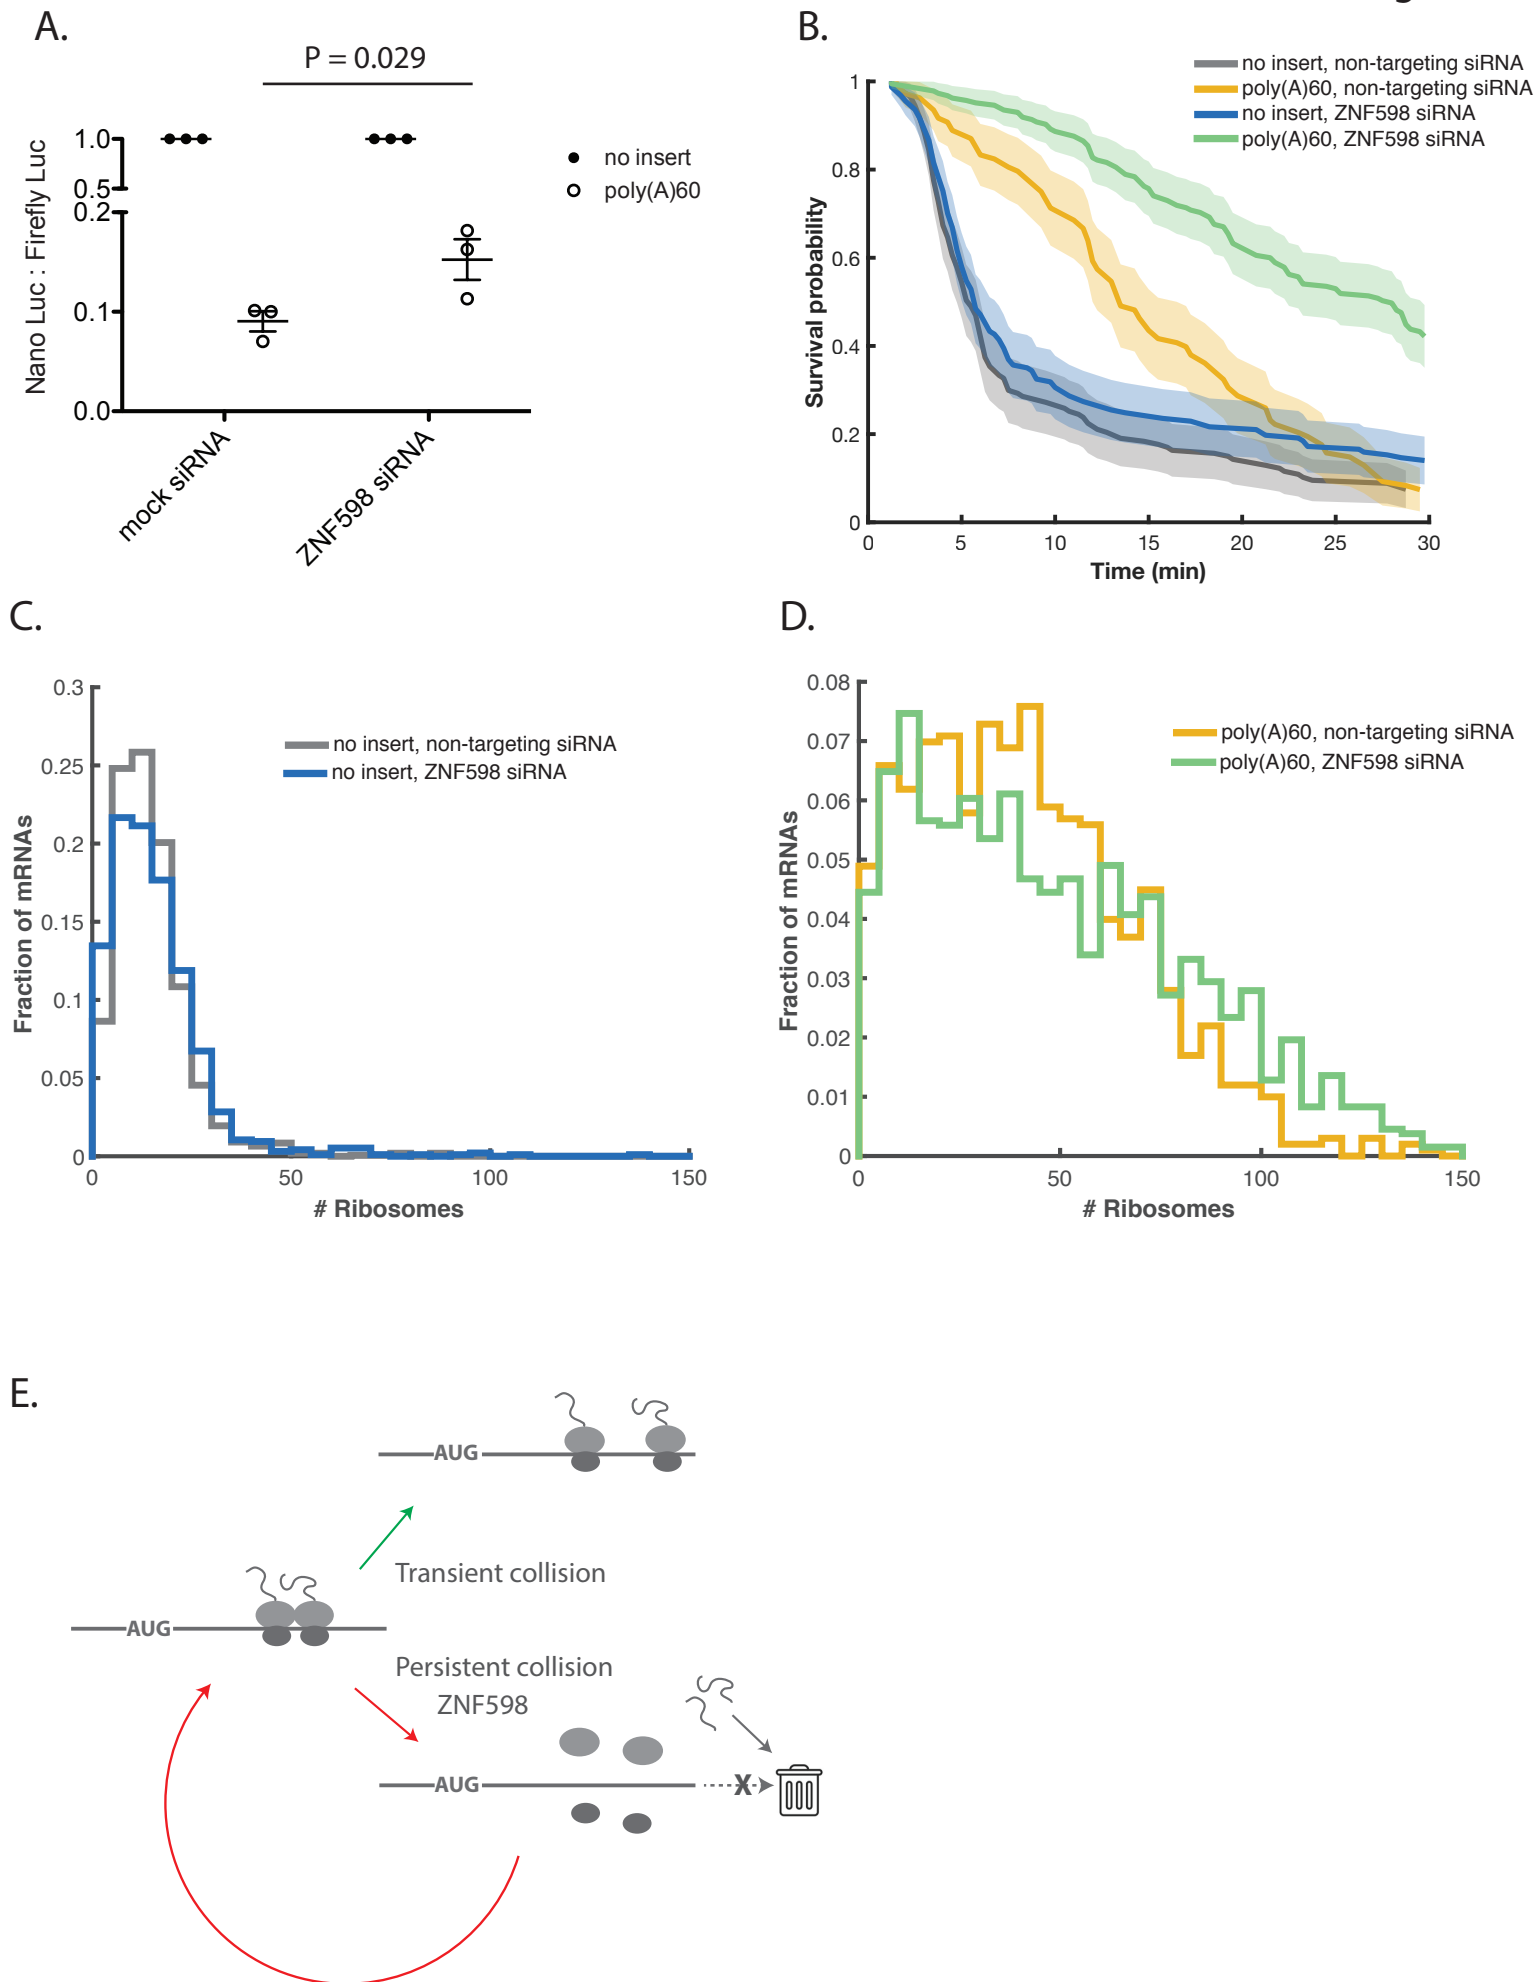 g
A.
P = 0.029
Nano Luc : Firefly Luc
1.0
0.5
0.2
0.1
0.0
mock siRNA
ZNF598 siRNA
no insert
poly(A)60
B.
no insert, non-targeting siRNA
poly(A)60, non-targeting siRNA
no insert, ZNF598 siRNA
poly(A)60, ZNF598 siRNA
Survival probability
1
0.8
0.6
0.4
0.2
0
0 5 10 15 20 25 30
Time (min)
C.
no insert, non-targeting siRNA
no insert, ZNF598 siRNA
Fraction of mRNAs
0.3
0.25
0.2
0.15
0.1
0.05
0
0 50 100 150
# Ribosomes
D.
poly(A)60, non-targeting siRNA
poly(A)60, ZNF598 siRNA
Fraction of mRNAs
0.08
0.07
0.06
0.05
0.04
0.03
0.02
0.01
0
0 50 100 150
# Ribosomes
E.
AUG
Transient collision
AUG
Persistent collision
ZNF598
AUG
X